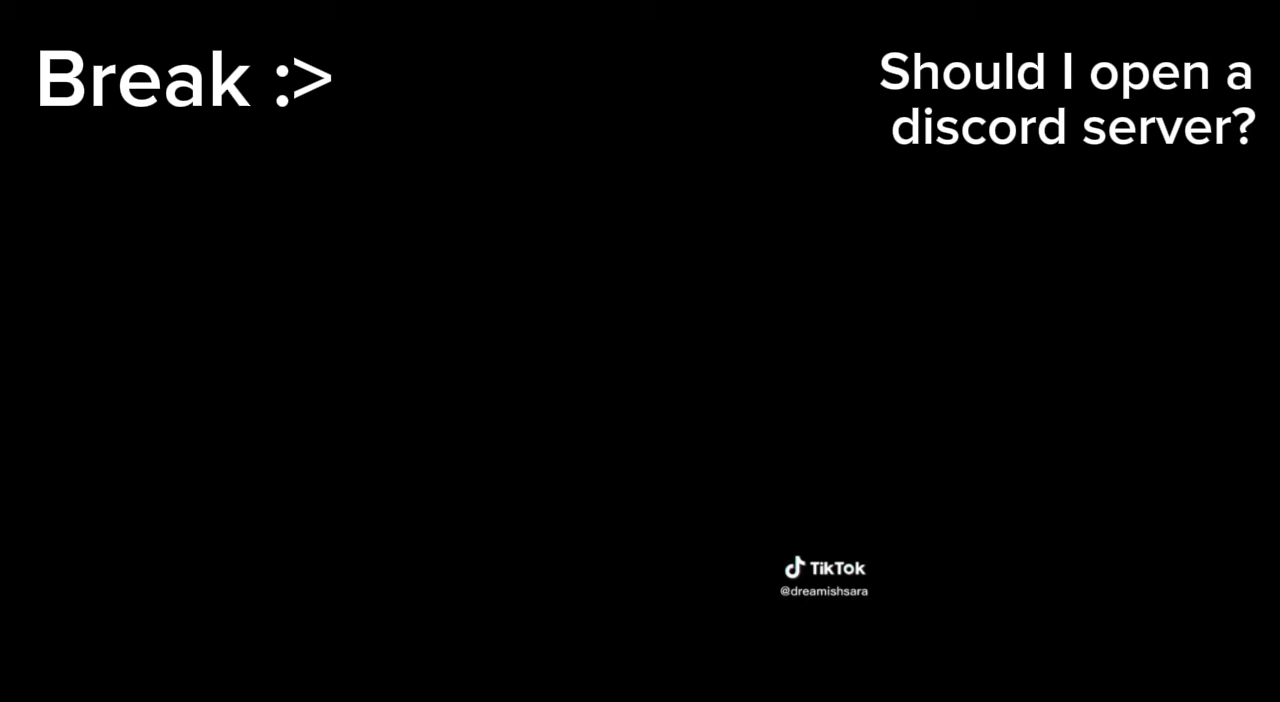 Break :>
Should I open a
discord server?
TikTok
@dreamishsara